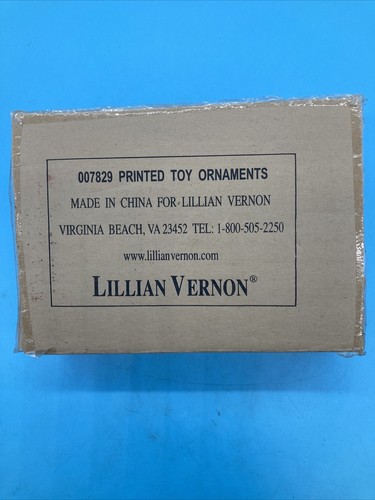 007829 PRINTED TOY ORNAMENTS
MADE IN CHINA FOR LILLIAN VERNON
VIRGINIA BEACH, VA 23452 TEL: 1-800-505-2250
www.lillianvernon.com
LILLIAN VERNON®